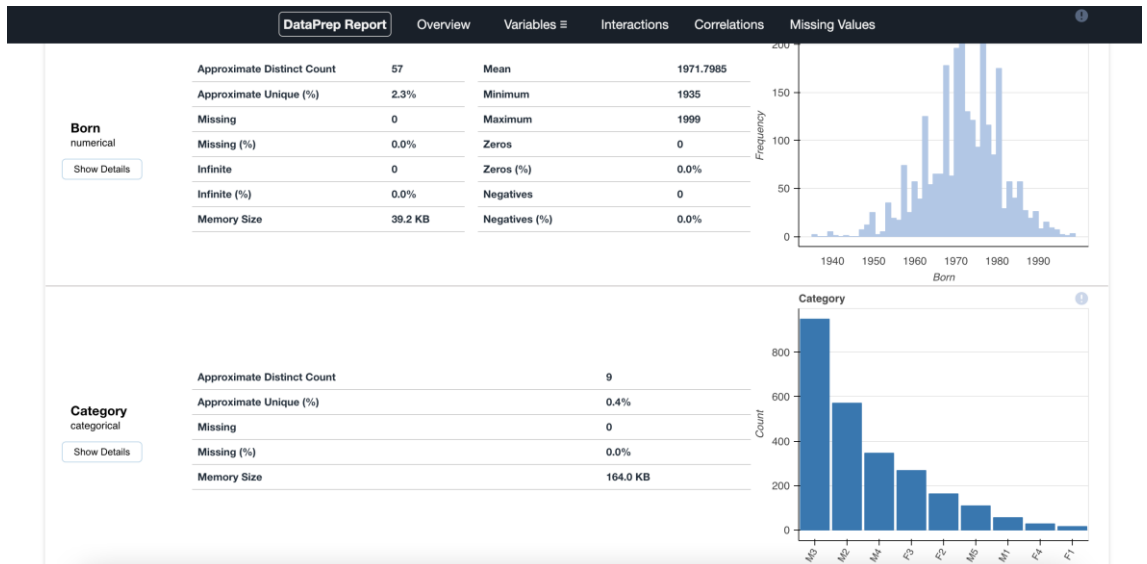 DataPrep Report Overview Variables ≡ Interactions Correlations Missing Values
Born
numerical
Show Details
Approximate Distinct Count 57
Approximate Unique (%) 2.3%
Missing 0
Missing (%) 0.0%
Infinite 0
Infinite (%) 0.0%
Memory Size 39.2 KB
Mean 1971.7985
Minimum 1935
Maximum 1999
Zeros 0
Zeros (%) 0.0%
Negatives 0
Negatives (%) 0.0%
200
150
100
50
0
Frequency
1940 1950 1960 1970 1980 1990
Born
Category
categorical
Show Details
Approximate Distinct Count 9
Approximate Unique (%) 0.4%
Missing 0
Missing (%) 0.0%
Memory Size 164.0 KB
Category
800
600
400
200
0
Count
M3 M2 M4 F3 F2 M5 M1 F4 F1